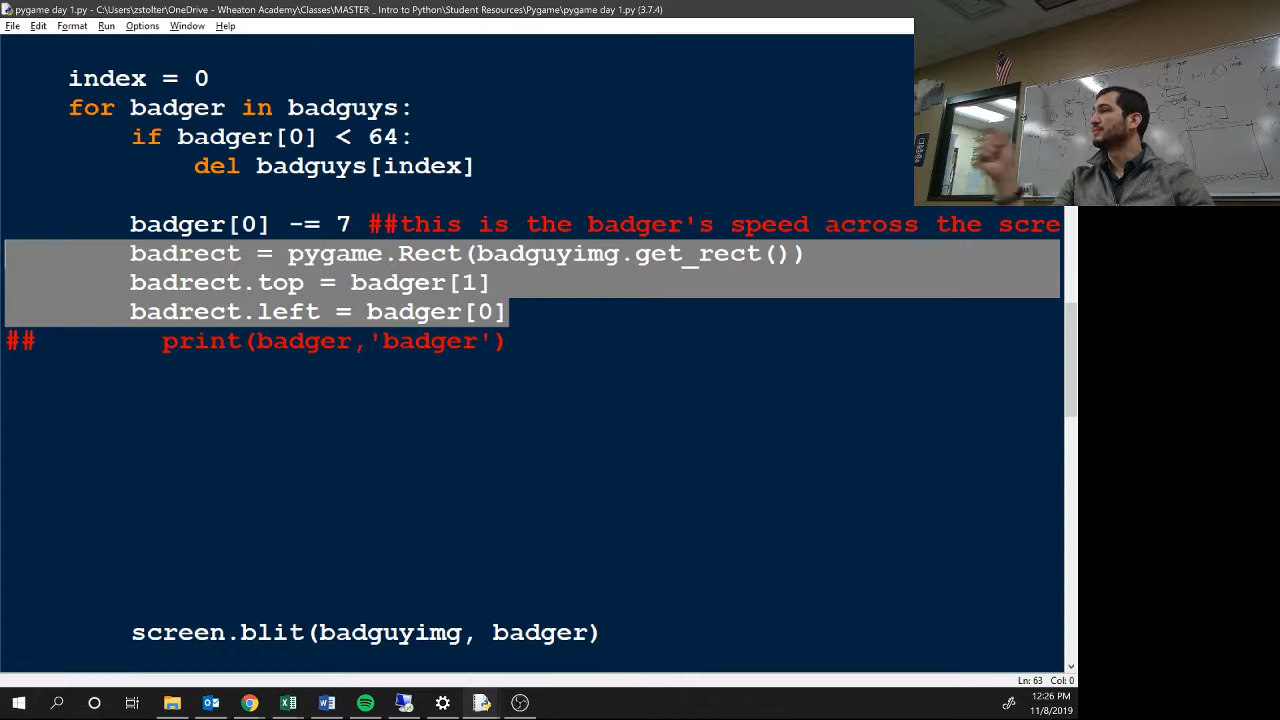 pygame day 1.py - C:\Users\zstolter\OneDrive - Wheaton Academy\Classes\MASTER _ Intro to Python\Student Resources\Pygame\pygame day 1.py (3.7.4)
File Edit Format Run Options Window Help
index = 0
for badger in badguys:
if badger[0] < 64:
del badguys[index]
badger[0] -= 7 ##this is the badger's speed across the scre
badrect = pygame.Rect(badguyimg.get_rect())
badrect.top = badger[1]
badrect.left = badger[0]
## print(badger,'badger')
screen.blit(badguyimg, badger)
Ln: 63 Col: 0
12:26 PM
11/8/2019